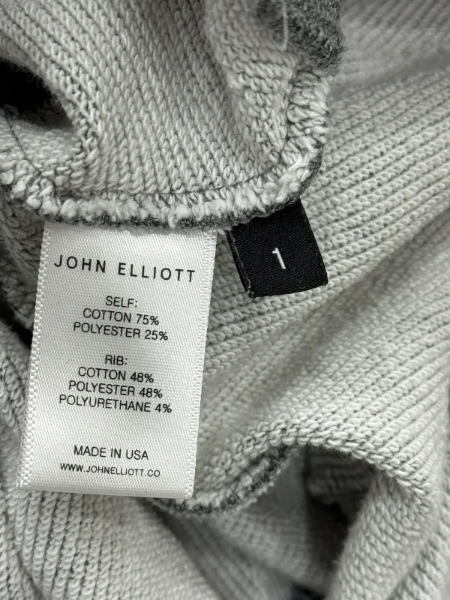 JOHN ELLIOTT
1
SELF:
COTTON 75%
POLYESTER 25%
RIB:
COTTON 48%
POLYESTER 48%
POLYURETHANE 4%
MADE IN USA
WWW.JOHNELLIOTT.CO